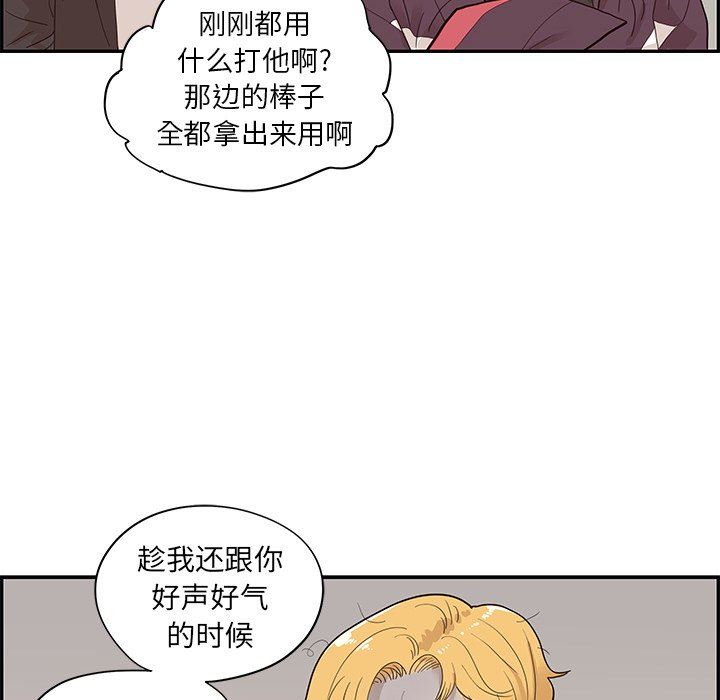 刚刚都用
什么打他啊?
那边的棒子
全都拿出来用啊
趁我还跟你
好声好气
的时候